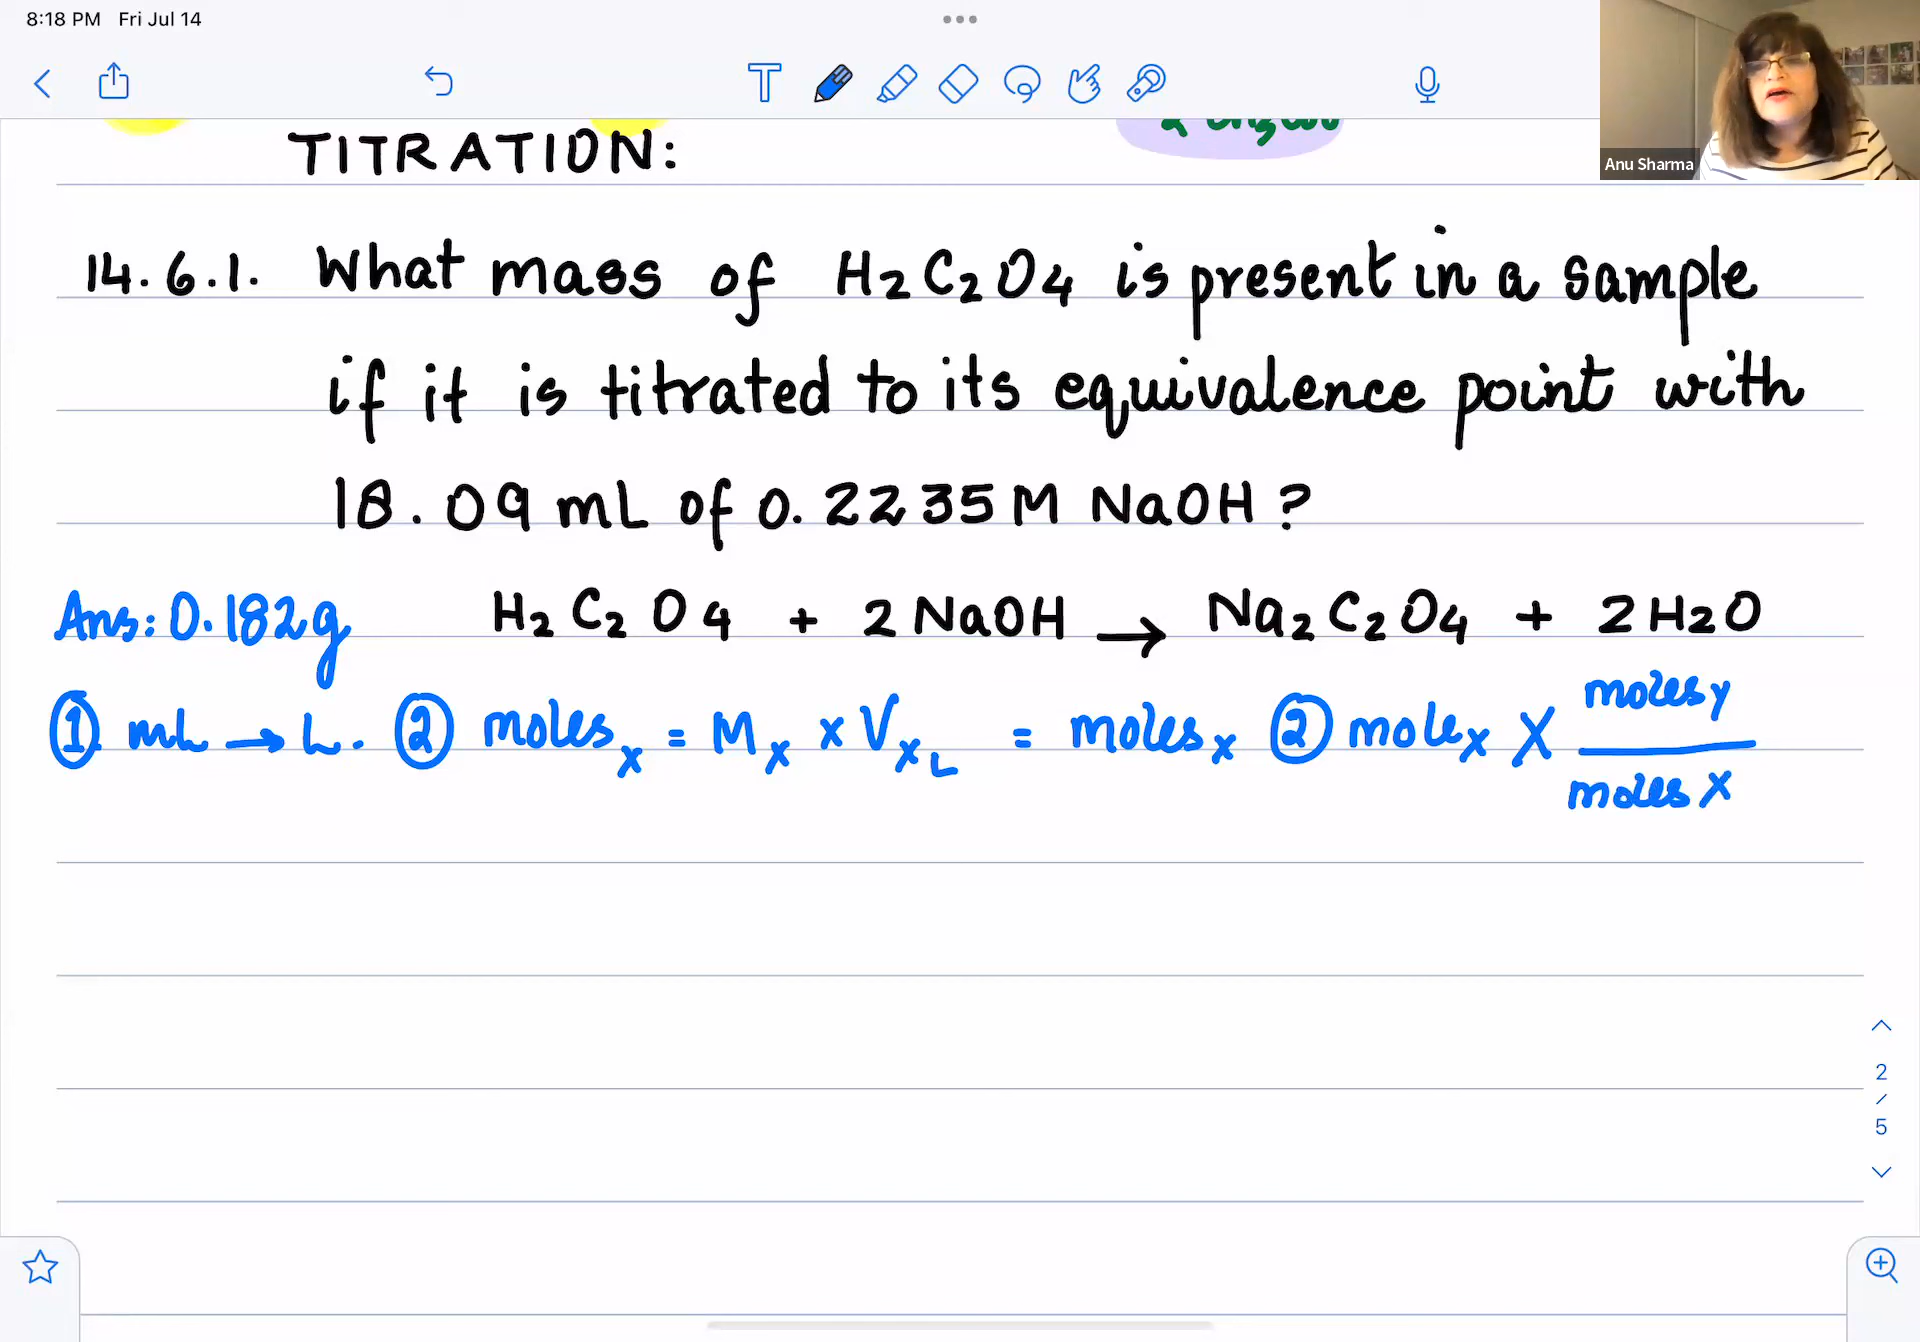 8:18 PM Fri Jul 14
Anu Sharma
TITRATION:
14.6.1. What mass of H2C2O4 is present in a sample
if it is titrated to its equivalence point with
18.09 mL of 0.2235 M NaOH?
Ans: 0.182g H2C2O4 + 2NaOH → Na2C2O4 + 2H2O
① mL → L. ② molesx = Mx x VxL = molesx ② molex X molesy / moles X
2
/
5